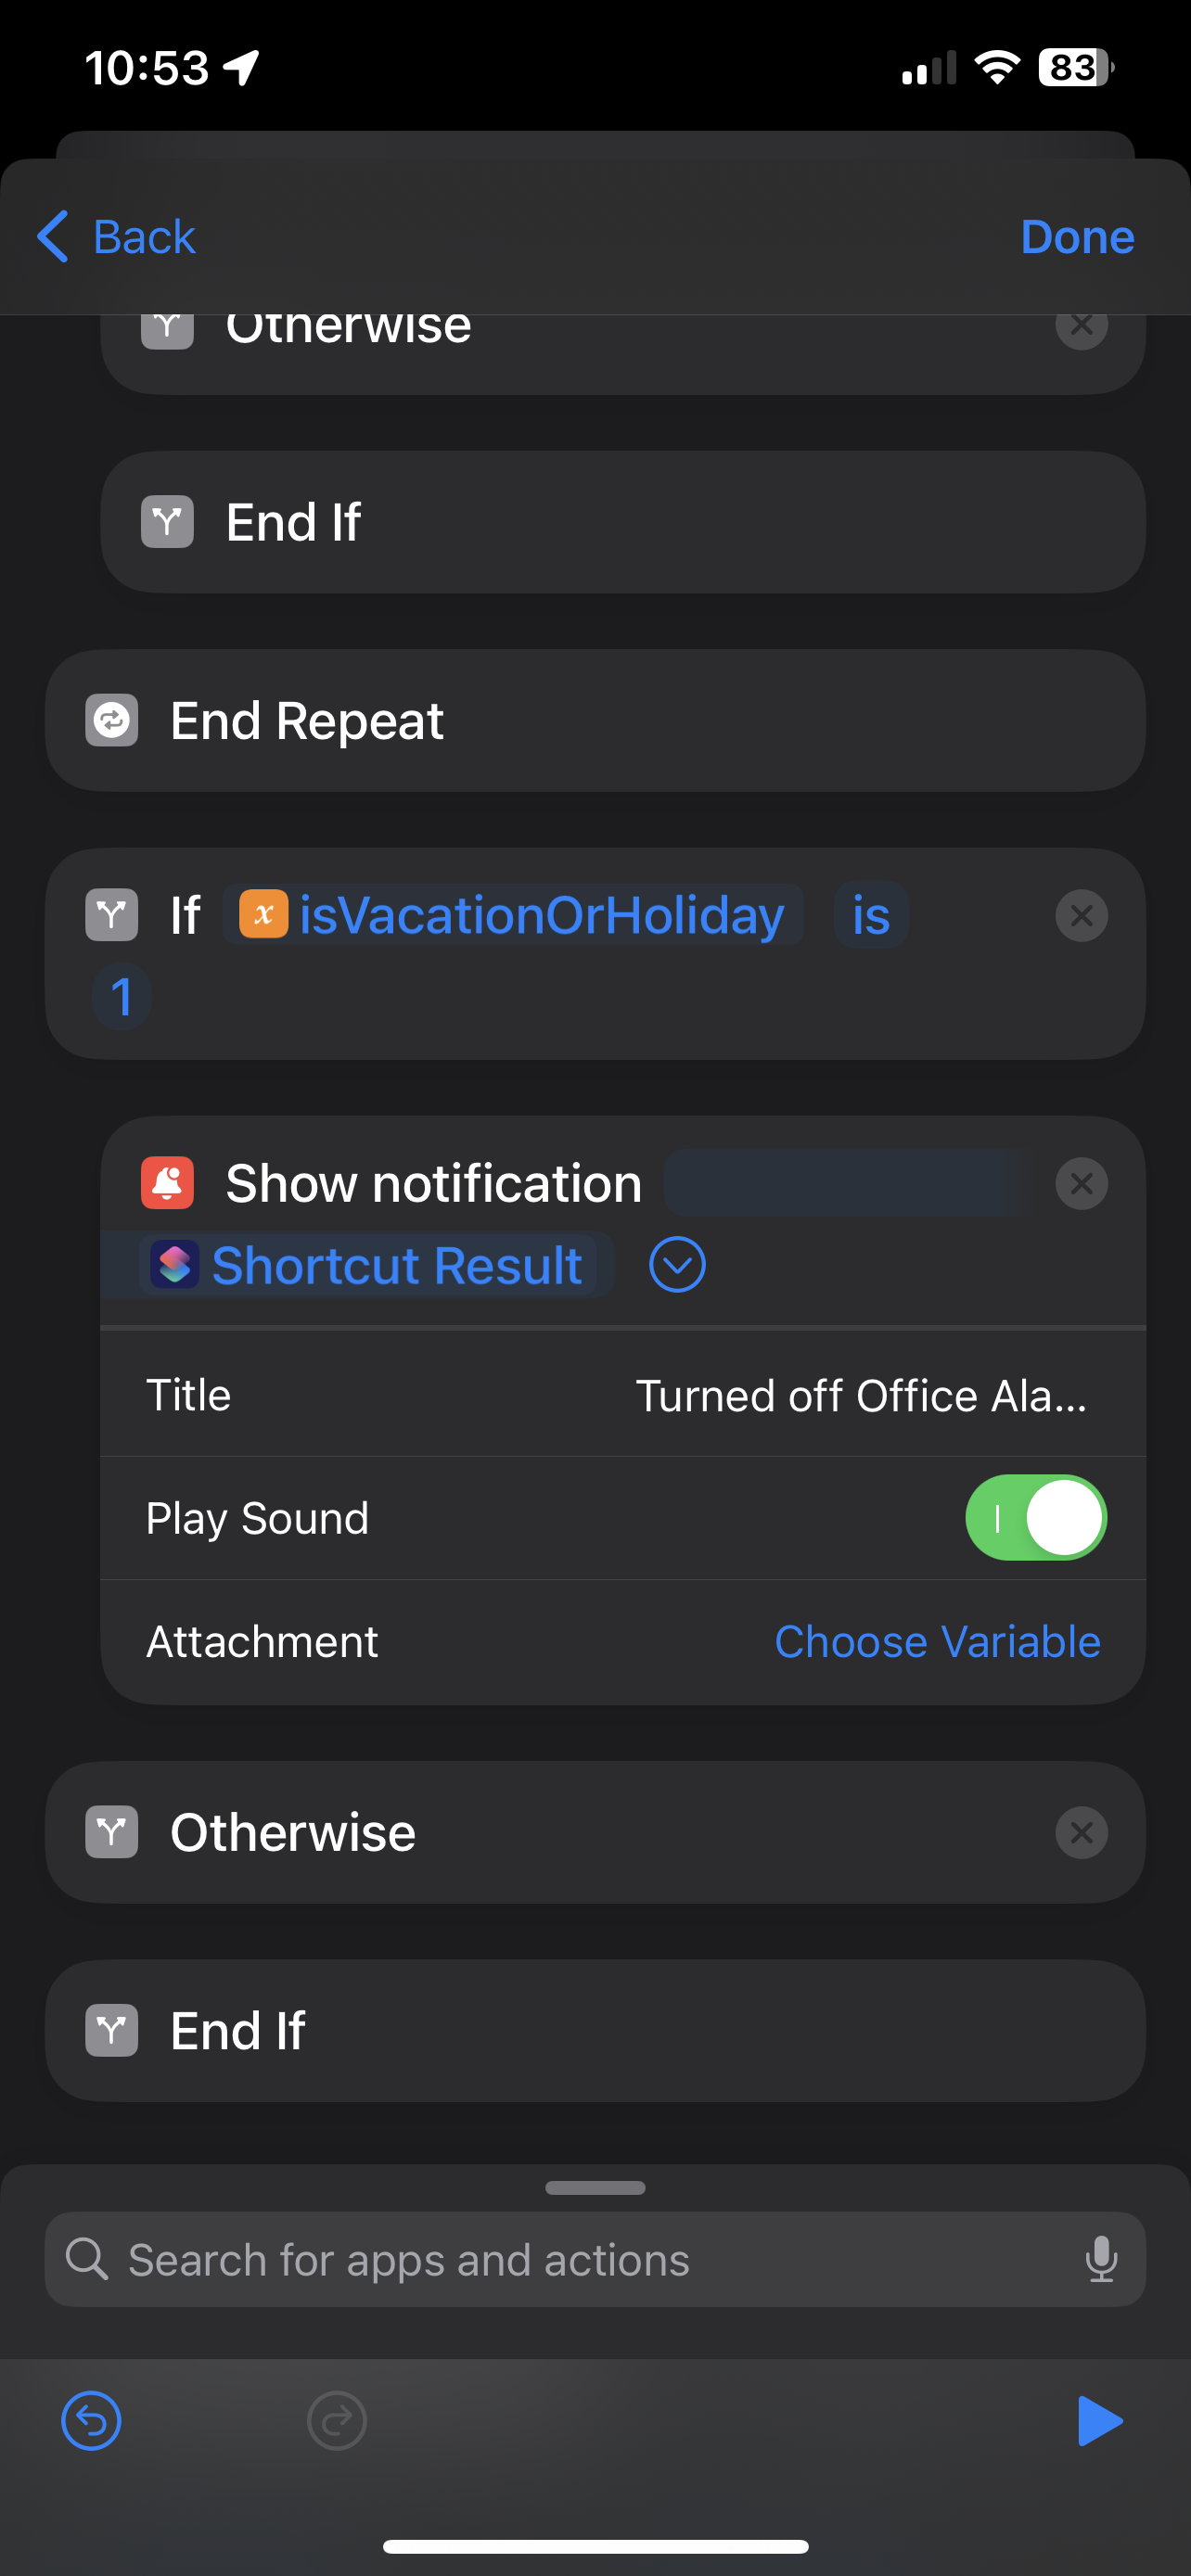 10:53
83
Back
Done
Otherwise
End If
End Repeat
If isVacationOrHoliday is
1
Show notification
Shortcut Result
Title
Turned off Office Ala...
Play Sound
Attachment
Choose Variable
Otherwise
End If
Search for apps and actions